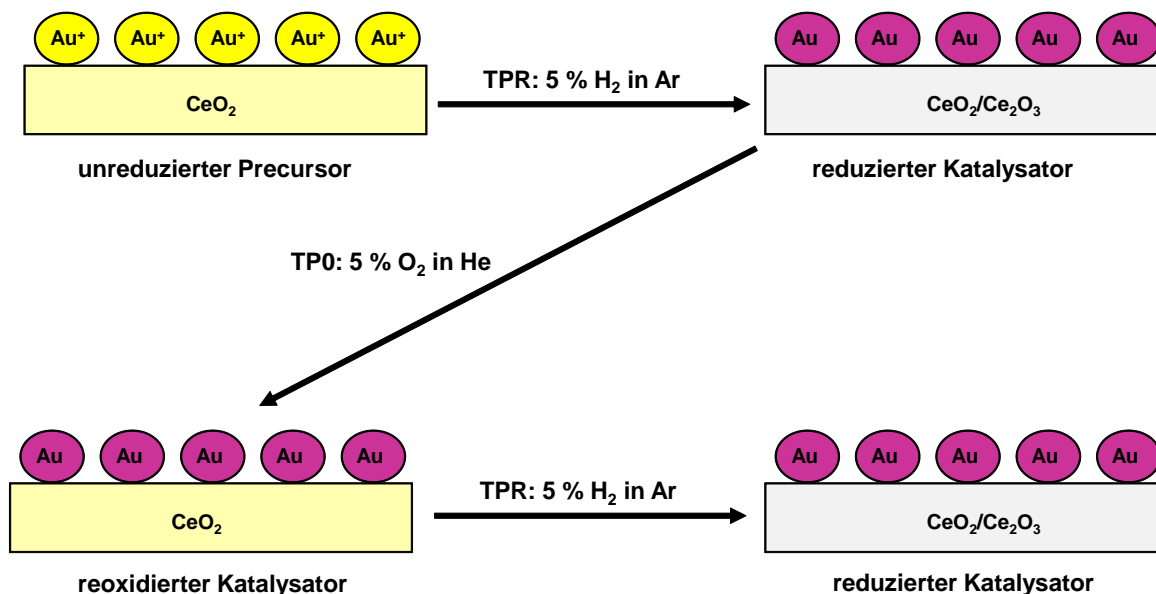 Au⁺ Au⁺ Au⁺ Au⁺ Au⁺
CeO₂
unreduzierter Precursor
TPR: 5 % H₂ in Ar
Au Au Au Au Au
CeO₂/Ce₂O₃
reduzierter Katalysator
TP0: 5 % O₂ in He
Au Au Au Au Au
CeO₂
reoxidierter Katalysator
TPR: 5 % H₂ in Ar
Au Au Au Au Au
CeO₂/Ce₂O₃
reduzierter Katalysator